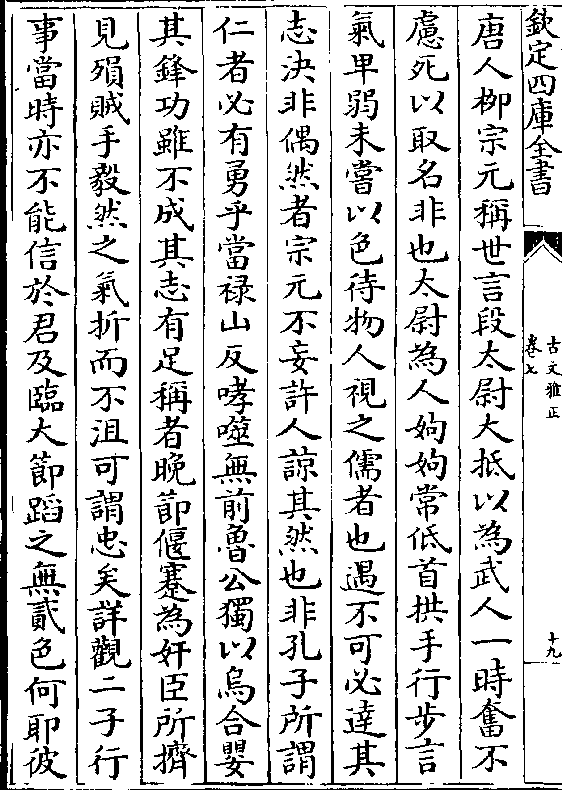 欽定四庫全書
古文雅正
卷七
十九
唐人柳宗元稱世言段太尉大抵以為武人一時奮不
慮死以取名非也太尉為人姁姁常低首拱手行步言
氣卑弱未嘗以色待物人視之儒者也遇不可必達其
志決非偶然者宗元不妄許人諒其然也非孔子所謂
仁者必有勇乎當祿山反哮噬無前魯公獨以烏合嬰
其鋒功雖不成其志有足稱者晚節偃蹇為奸臣所擠
見殞賊手毅然之氣折而不沮可謂忠矣詳觀二子行
事當時亦不能信於君及臨大節蹈之無貳色何耶彼